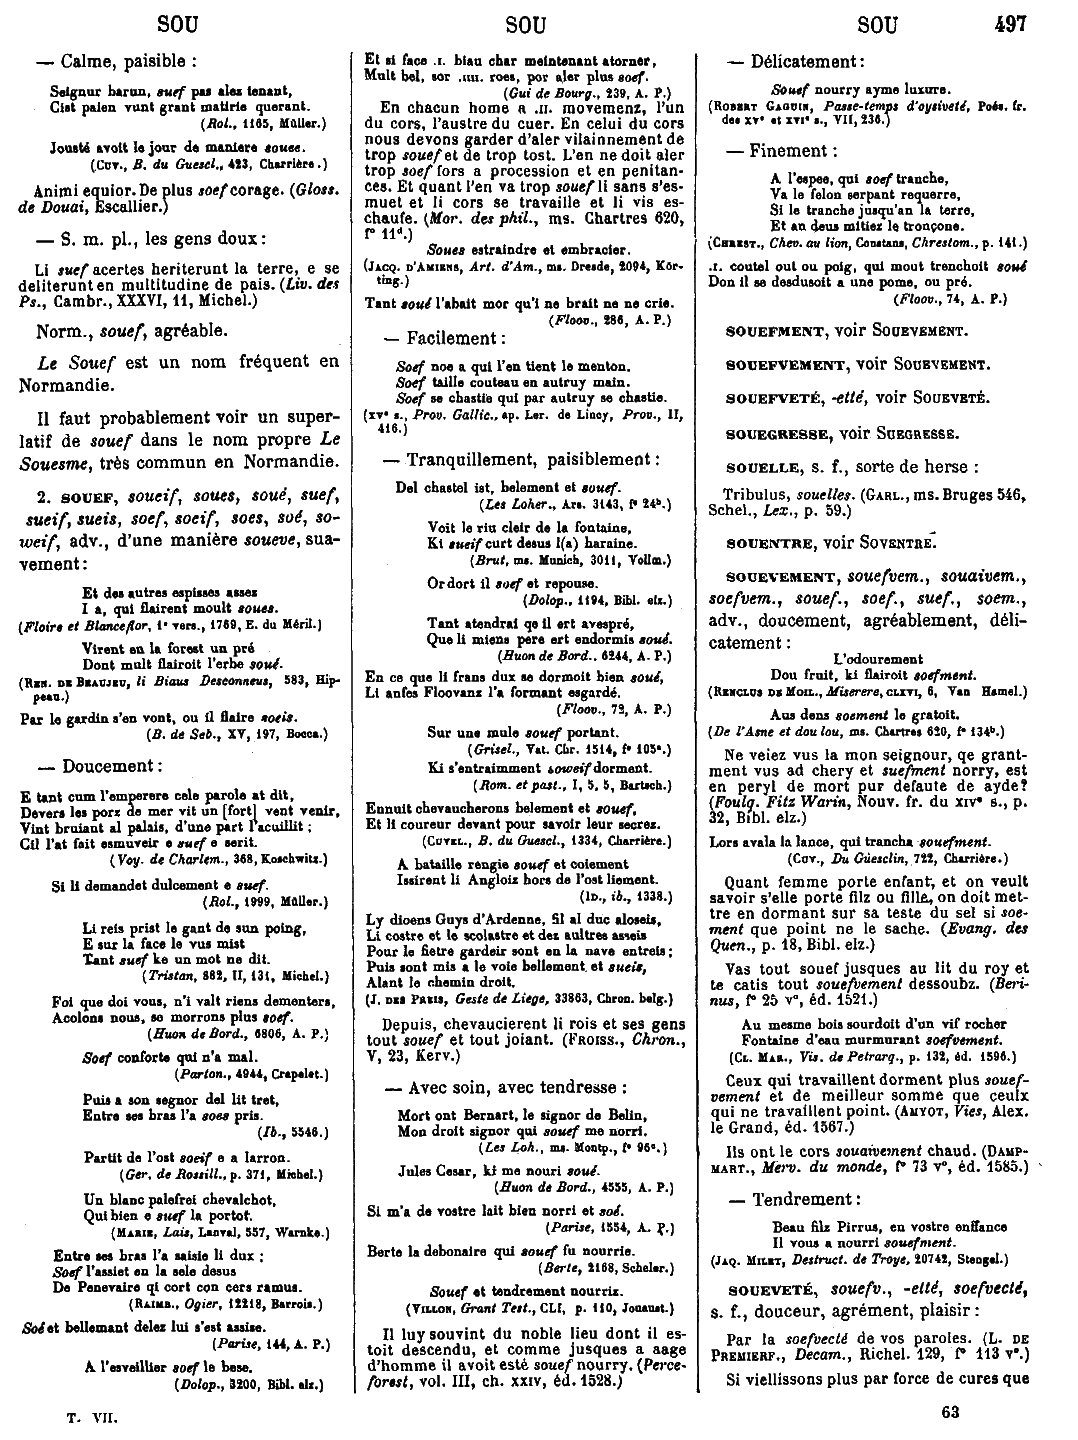 SOU SOU SOU 497
— Calme, paisible :
Seignur barun, suef pas alez tenant,
Cist paien vunt grant matirie querant.
(Rol., 1165, Müller.)
Jousté avoit le jour de maniere souee.
(Cuv., B. du Guescl., 423, Charrière.)
Animi equior. De plus soef corage. (Gloss.
de Douai, Escallier.)
— S. m. pl., les gens doux :
Li suef acertes heriterunt la terre, e se
deliterunt en multitudine de pais. (Liv. des
Ps., Cambr., XXXVI, 11, Michel.)
Norm., souef, agréable.
Le Souef est un nom fréquent en
Normandie.
Il faut probablement voir un super-
latif de souef dans le nom propre Le
Souesme, très commun en Normandie.
2. SOUEF, soueif, soues, soué, suef,
sueif, sueis, soef, soeif, soes, soé, so-
weif, adv., d'une manière soueve, sua-
vement :
Et des autres espisses assez
I a, qui flairent moult soues.
(Floire et Blanceflor, 1e vers., 1769, E. du Méril.)
Virent en la forest un pré
Dont mult flairoit l'erbe soué.
(Ren. de Beaujeu, li Biaus Desconneus, 583, Hip-
peau.)
Par le gardin s'en vont, ou il flaire soeis.
(B. de Seb., XV, 197, Bocca.)
— Doucement :
E tant cum l'emperere cele parole at dit,
Devers les porz de mer vit un [fort] vent venir,
Vint bruiant al palais, d'une part l'acuillit ;
Cil l'at fait esmuveir e suef e serit.
(Voy. de Charlem., 368, Koschwitz.)
Si li demandet dulcement e suef.
(Rol., 1999, Müller.)
Li reis prist le gant de sun poing,
E sur la face le vus mist
Tant suef ke un mot ne dit.
(Tristan, 882, II, 131, Michel.)
Foi que doi vous, n'i valt riens dementers,
Acolons nous, so morrons plus soef.
(Huon de Bord., 6806, A. P.)
Soef conforte qui n'a mal.
(Parton., 4944, Crapelet.)
Puis a son segnor del lit tret,
Entre ses bras l'a soes pris.
(Ib., 5546.)
Partit de l'ost soeif e a larron.
(Ger. de Rossill., p. 371, Michel.)
Un blanc palefrei chevalchot,
Qui bien e suef la portot.
(Marie, Lais, Lanval, 557, Warnke.)
Entre ses bras l'a saisie li dux ;
Soef l'assiet en la sele desus
De Penevaire qi cort con cers ramus.
(Raimb., Ogier, 12218, Barrois.)
Soé et bellemant delez lui s'est assise.
(Parise, 144, A. P.)
A l'esveillier soef le bese.
(Dolop., 3200, Bibl. elz.)
T. VII.
Et si face .I. biau char meintenant atorner,
Mult bel, sor .IIII. roes, por aler plus soef.
(Gui de Bourg., 239, A. P.)
En chacun home a .II. movemenz, l'un
du cors, l'austre du cuer. En celui du cors
nous devons garder d'aler vilainnement de
trop souef et de trop tost. L'en ne doit aler
trop soef fors a procession et en penitan-
ces. Et quant l'en va trop souef li sans s'es-
muet et li cors se travaille et li vis es-
chaufe. (Mor. des phil., ms. Chartres 620,
f° 11d.)
Soues estraindre et embracier.
(Jacq. d'Amiens, Art. d'Am., ms. Dresde, 2094, Kör-
ting.)
Tant soué l'abait mor qu'i ne brait ne ne crie.
(Floov., 286, A. P.)
— Facilement :
Soef noe a qui l'en tient le menton.
Soef taille couteau en autruy main.
Soef se chastie qui par autruy se chastie.
(XVe s., Prov. Gallic., ap. Ler. de Lincy, Prov., II,
416.)
— Tranquillement, paisiblement :
Del chastel ist, belement et souef.
(Les Loher., Ars. 3143, f° 24b.)
Voit le riu cleir de la fontaine,
Ki sueif curt desus l(a) haraine.
(Brut, ms. Munich, 3011, Vollm.)
Or dort il soef et repose.
(Dolop., 1194, Bibl. elz.)
Tant atendrai qe il ert avespré,
Que li miens pere ert endormis soué.
(Huon de Bord., 6244, A. P.)
En ce que li frans dux se dormoit bien soué,
Li anfes Floovanz l'a formant esgardé.
(Floov., 72, A. P.)
Sur une mule souef portant.
(Grisel., Vat. Chr. 1514, f° 105a.)
Ki s'entraimment soweif dorment.
(Rom. et past., I, 5, 5, Bartsch.)
Ennuit chevaucherons belement et souef,
Et li coureur devant pour savoir leur secrez.
(Cuvel., B. du Guescl., 1334, Charrière.)
A bataille rengie souef et coiement
Issirent li Angloiz hors de l'ost liement.
(Id., ib., 1338.)
Ly dioens Guys d'Ardenne, fil al duc aloseis,
Li costre et le scolastre et dez aultres asseis
Pour le fietre gardeir sont en la nave entreis ;
Puis sont mis a le voie bellement et sueis,
Alant le chemin droit.
(J. des Preis, Geste de Liege, 33863, Chron. belg.)
Depuis, chevaucierent li rois et ses gens
tout souef et tout joiant. (Froiss., Chron.,
V, 23, Kerv.)
— Avec soin, avec tendresse :
Mort ont Bernart, le signor de Belin,
Mon droit signor qui souef me norri.
(Les Loh., ms. Montp., f° 96c.)
Jules Cesar, ki me nouri soué.
(Huon de Bord., 4555, A. P.)
Si m'a de vostre lait bien norri et soé.
(Parise, 1554, A. P.)
Berte la debonaire qui souef fu nourrie.
(Berte, 2168, Scheler.)
Souef et tendrement nourriz.
(Villon, Grant Test., CLI, p. 110, Jouaust.)
Il luy souvint du noble lieu dont il es-
toit descendu, et comme jusques a aage
d'homme il avoit esté souef nourry. (Perce-
forest, vol. III, ch. XXIV, éd. 1528.)
— Délicatement :
Souef nourry ayme luxure.
(Robert Gaguin, Passe-temps d'oysiveté, Poés. fr.
des XVe et XVIe s., VII, 236.)
— Finement :
A l'espee, qui soef tranche,
Va le felon serpant requerre,
Si le tranche jusqu'an la terre,
Et an deus mitiez le tronçone.
(Chrest., Chev. au lion, Constans, Chrestom., p. 141.)
.I. coutel out ou poig, qui mout trenchoit soué
Don il se desdusoit a une pome, ou pré.
(Floov., 74, A. P.)
SOUEFMENT, voir Souevement.
SOUEFVEMENT, voir Souevement.
SOUEFVETÉ, -etté, voir Soueveté.
SOUEGRESSE, voir Suegresse.
SOUELLE, s. f., sorte de herse :
Tribulus, souelles. (Garl., ms. Bruges 546,
Schel., Lex., p. 59.)
SOUENTRE, voir Soventre.
SOUEVEMENT, souefvem., souaivem.,
soefvem., souef., soef., suef., soem.,
adv., doucement, agréablement, déli-
catement :
L'odourement
Dou fruit, ki flairoit soefment.
(Renclus de Moil., Miserere, CLXVI, 6, Van Hamel.)
Aus dens soement le gratoit.
(De l'Asne et dou lou, ms. Chartres 620, f° 134b.)
Ne veiez vus la mon seignour, qe grant-
ment vus ad chery et suefment norry, est
en peryl de mort pur defaute de ayde?
(Foulq. Fitz Warin, Nouv. fr. du XIVe s., p.
32, Bibl. elz.)
Lors avala la lance, qui trancha souefment.
(Cuv., Du Guesclin, 722, Charrière.)
Quant femme porte enfant, et on veult
savoir s'elle porte filz ou fille, on doit met-
tre en dormant sur sa teste du sel si soe-
ment que point ne le sache. (Evang. des
Quen., p. 18, Bibl. elz.)
Vas tout souef jusques au lit du roy et
te catis tout souefvement dessoubz. (Beri-
nus, f° 25 v°, éd. 1521.)
Au mesme bois sourdoit d'un vif rocher
Fontaine d'eau murmurant soefvement.
(Cl. Mar., Vis. de Petrarq., p. 132, éd. 1596.)
Ceux qui travaillent dorment plus souef-
vement et de meilleur somme que ceulx
qui ne travaillent point. (Amyot, Vies, Alex.
le Grand, éd. 1567.)
Ils ont le cors souaivement chaud. (Damp-
mart., Merv. du monde, f° 73 v°, éd. 1585.)
— Tendrement :
Beau filz Pirrus, en vostre enffance
Il vous a nourri souefment.
(Jaq. Milet, Destruct. de Troye, 20742, Stengel.)
SOUEVETÉ, souefv., -etté, soefvecté,
s. f., douceur, agrément, plaisir :
Par la soefvecté de vos paroles. (L. de
Premierf., Decam., Richel. 129, f° 113 v°.)
Si viellissons plus par force de cures que
63